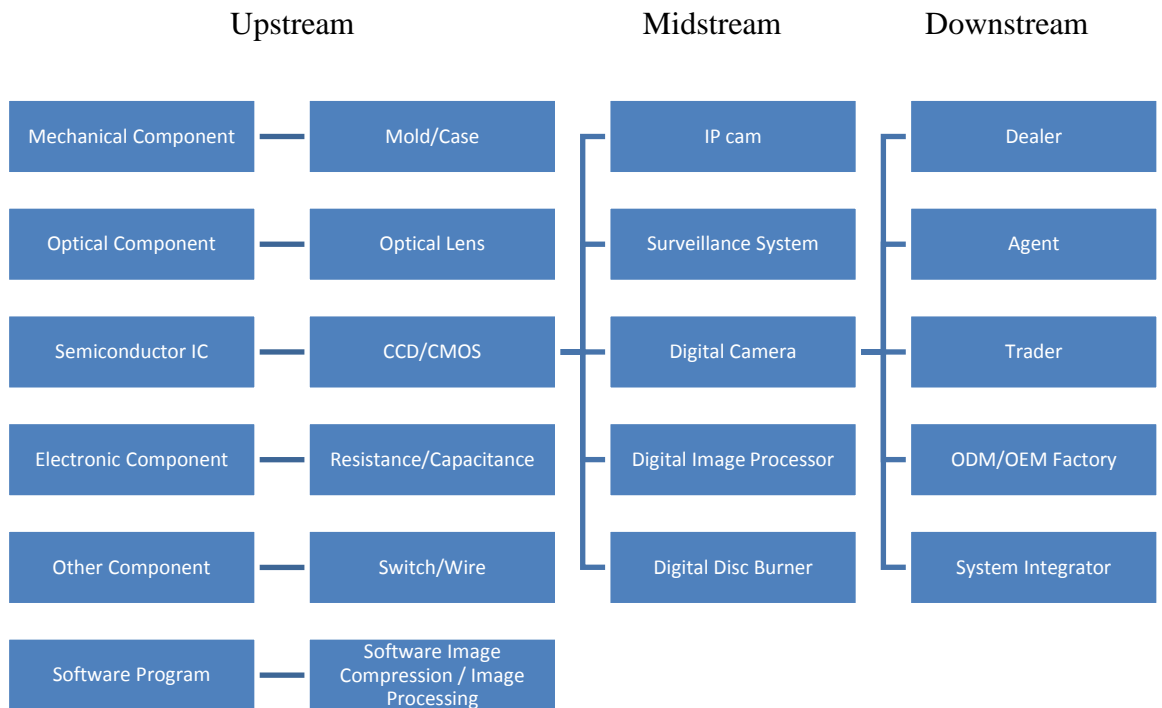 Upstream
Midstream
Downstream
Mechanical Component
Mold/Case
IP cam
Dealer
Optical Component
Optical Lens
Surveillance System
Agent
Semiconductor IC
CCD/CMOS
Digital Camera
Trader
Electronic Component
Resistance/Capacitance
Digital Image Processor
ODM/OEM Factory
Other Component
Switch/Wire
Digital Disc Burner
System Integrator
Software Program
Software Image
Compression / Image
Processing